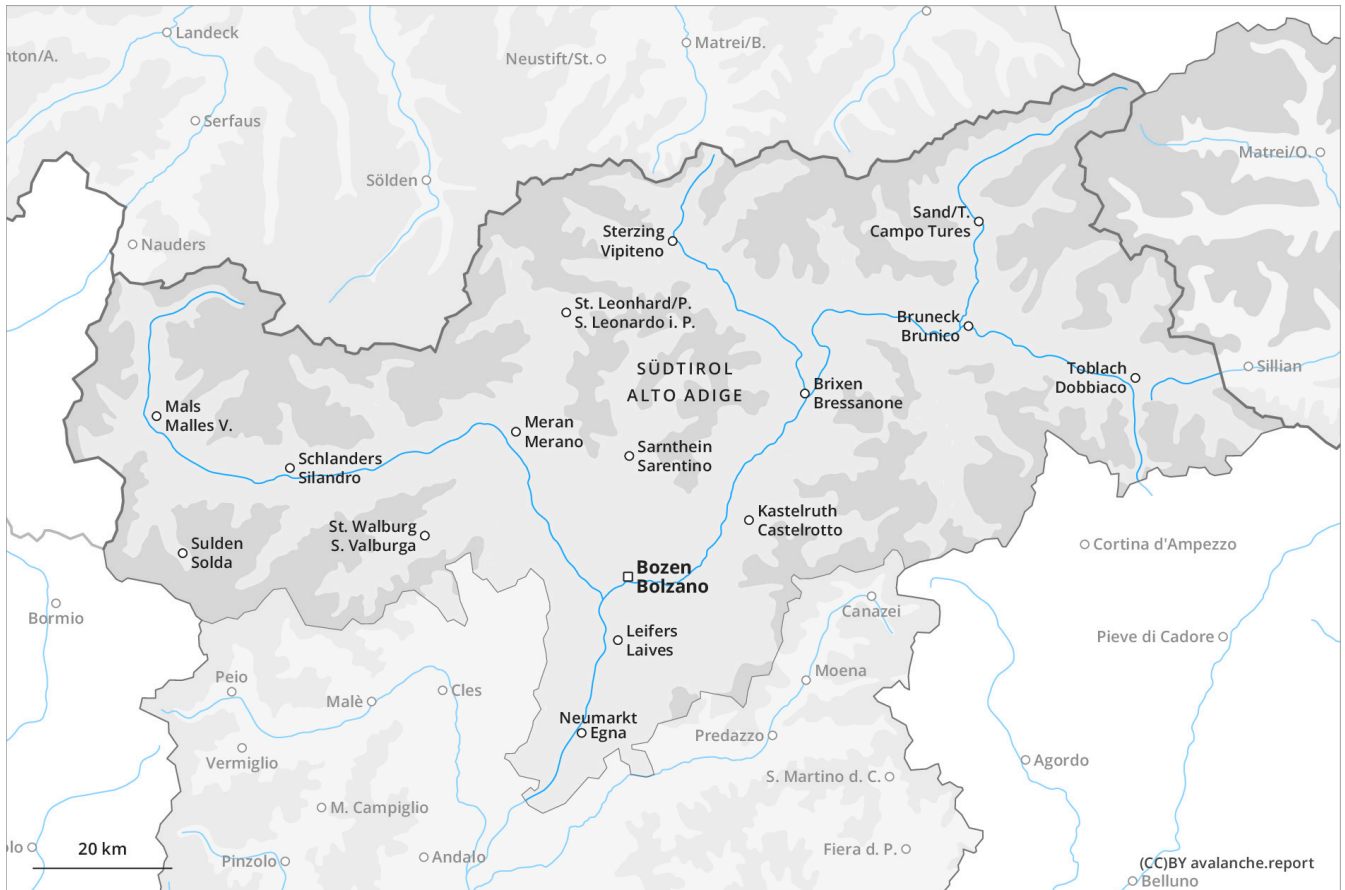 Landeck
Matrei/B.
nton/A.
Neustift/St.
Serfaus
Matrei/O.
Sölden
Sand/T.
Campo Tures
Sterzing
Vipiteno
Nauders
St. Leonhard/P.
S. Leonardo i. P.
Bruneck
Brunico
SÜDTIROL
ALTO ADIGE
Toblach
Dobbiaco
Sillian
Brixen
Bressanone
Mals
Malles V.
Meran
Merano
Schlanders
Silandro
Sarnthein
Sarentino
Kastelruth
Castelrotto
St. Walburg
S. Valburga
Sulden
Solda
Cortina d'Ampezzo
Bozen
Bolzano
Bormio
Canazei
Leifers
Laives
Pieve di Cadore
Peio
Malè
Cles
Moena
Neumarkt
Egna
Predazzo
Vermiglio
Agordo
S. Martino d. C.
M. Campiglio
olo
20 km
Pinzolo
Andalo
Fiera d. P.
(CC)BY avalanche.report
Belluno